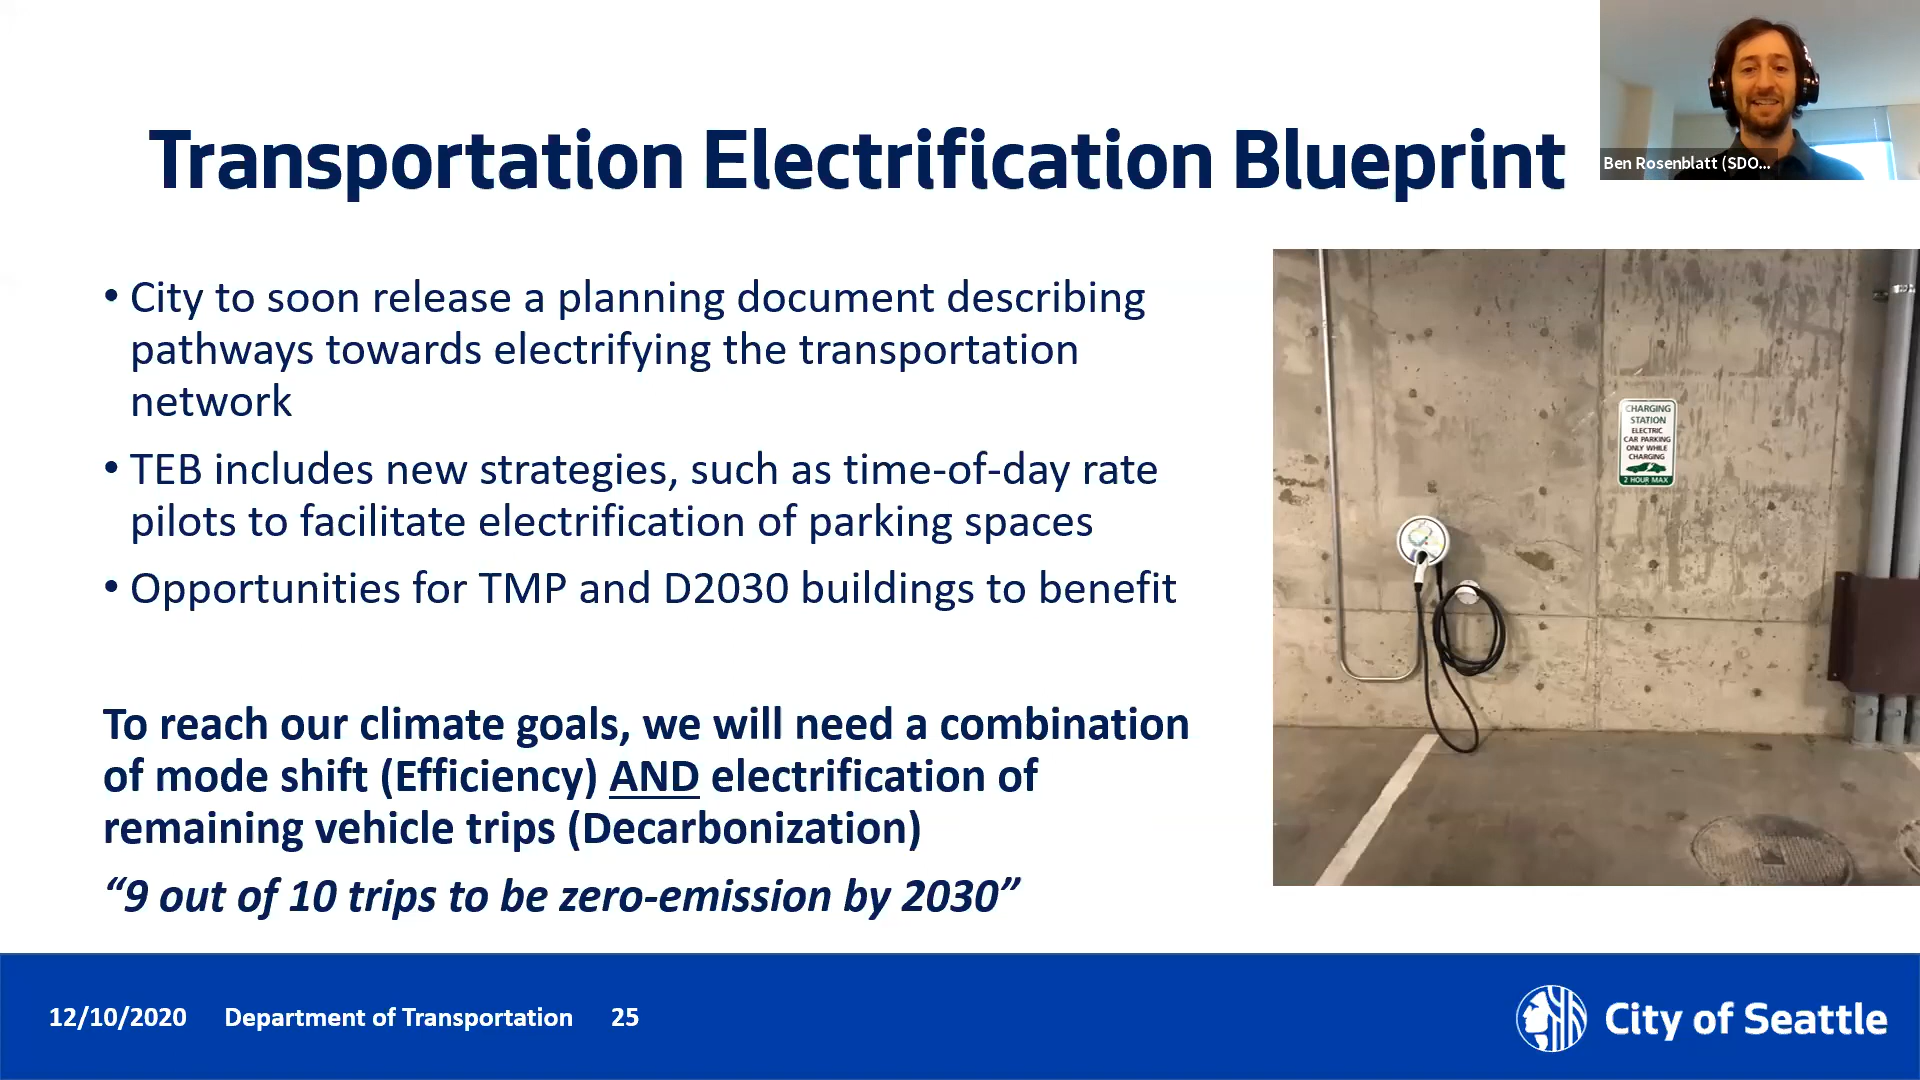 Transportation Electrification Blueprint
Ben Rosenblatt (SDO...
• City to soon release a planning document describing
pathways towards electrifying the transportation
network
• TEB includes new strategies, such as time-of-day rate
pilots to facilitate electrification of parking spaces
• Opportunities for TMP and D2030 buildings to benefit
To reach our climate goals, we will need a combination
of mode shift (Efficiency) AND electrification of
remaining vehicle trips (Decarbonization)
“9 out of 10 trips to be zero-emission by 2030”
CHARGING
STATION
ELECTRIC
CAR PARKING
ONLY WHILE
CHARGING
2 HOUR MAX
12/10/2020 Department of Transportation 25
City of Seattle